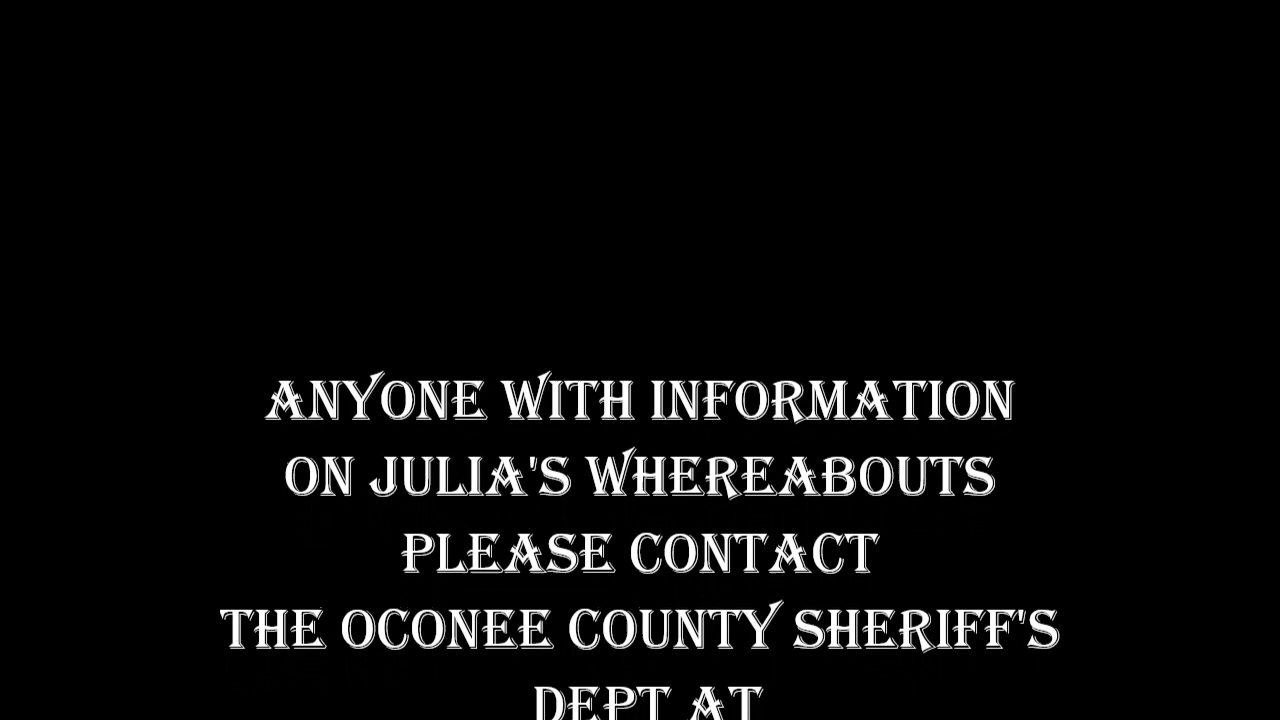 ANYONE WITH INFORMATION
ON JULIA'S WHEREABOUTS
PLEASE CONTACT
THE OCONEE COUNTY SHERIFF'S
DEPT AT